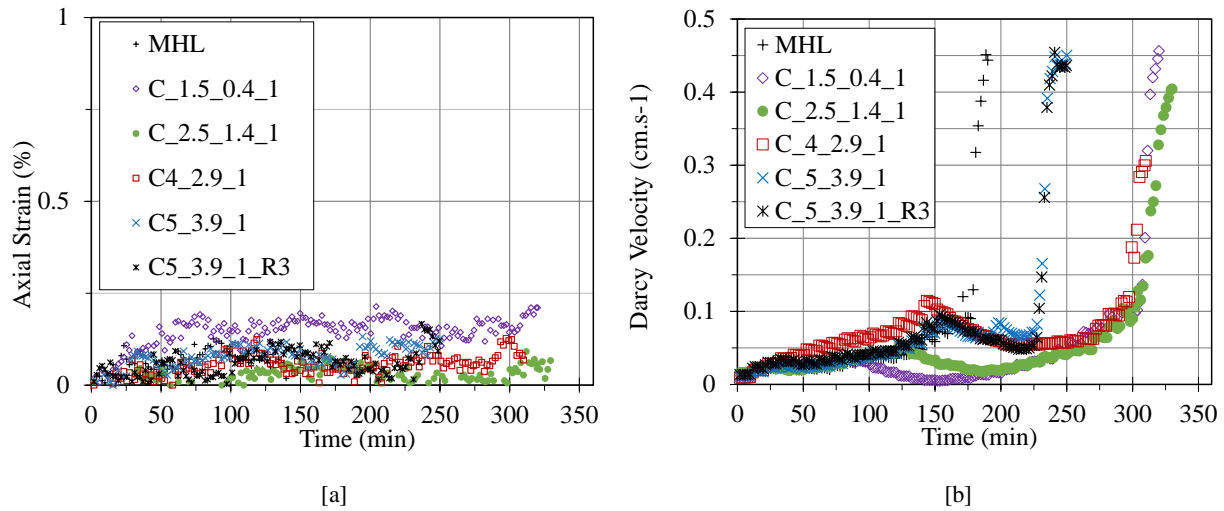 1
0.5
0
Axial Strain (%)
MHL
C_1.5_0.4_1
C_2.5_1.4_1
C4_2.9_1
C5_3.9_1
C5_3.9_1_R3
0 50 100 150 200 250 300 350
Time (min)
[a]
0.5
0.4
0.3
0.2
0.1
0
Darcy Velocity (cm.s-1)
MHL
C_1.5_0.4_1
C_2.5_1.4_1
C_4_2.9_1
C_5_3.9_1
C_5_3.9_1_R3
0 50 100 150 200 250 300 350
Time (min)
[b]